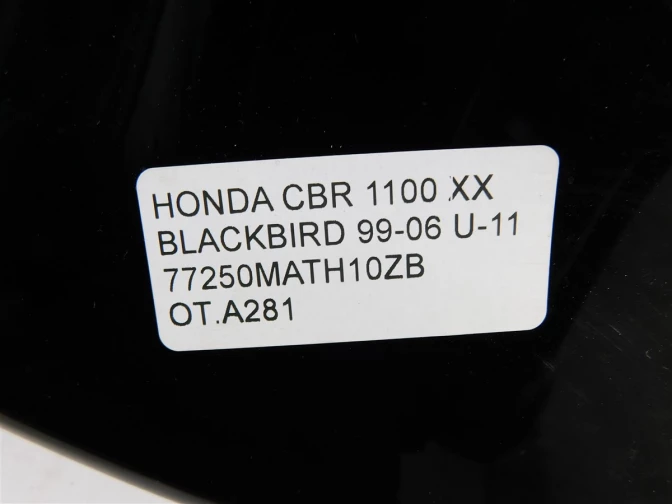 HONDA CBR 1100 XX
BLACKBIRD 99-06 U-11
77250MATH10ZB
OT.A281